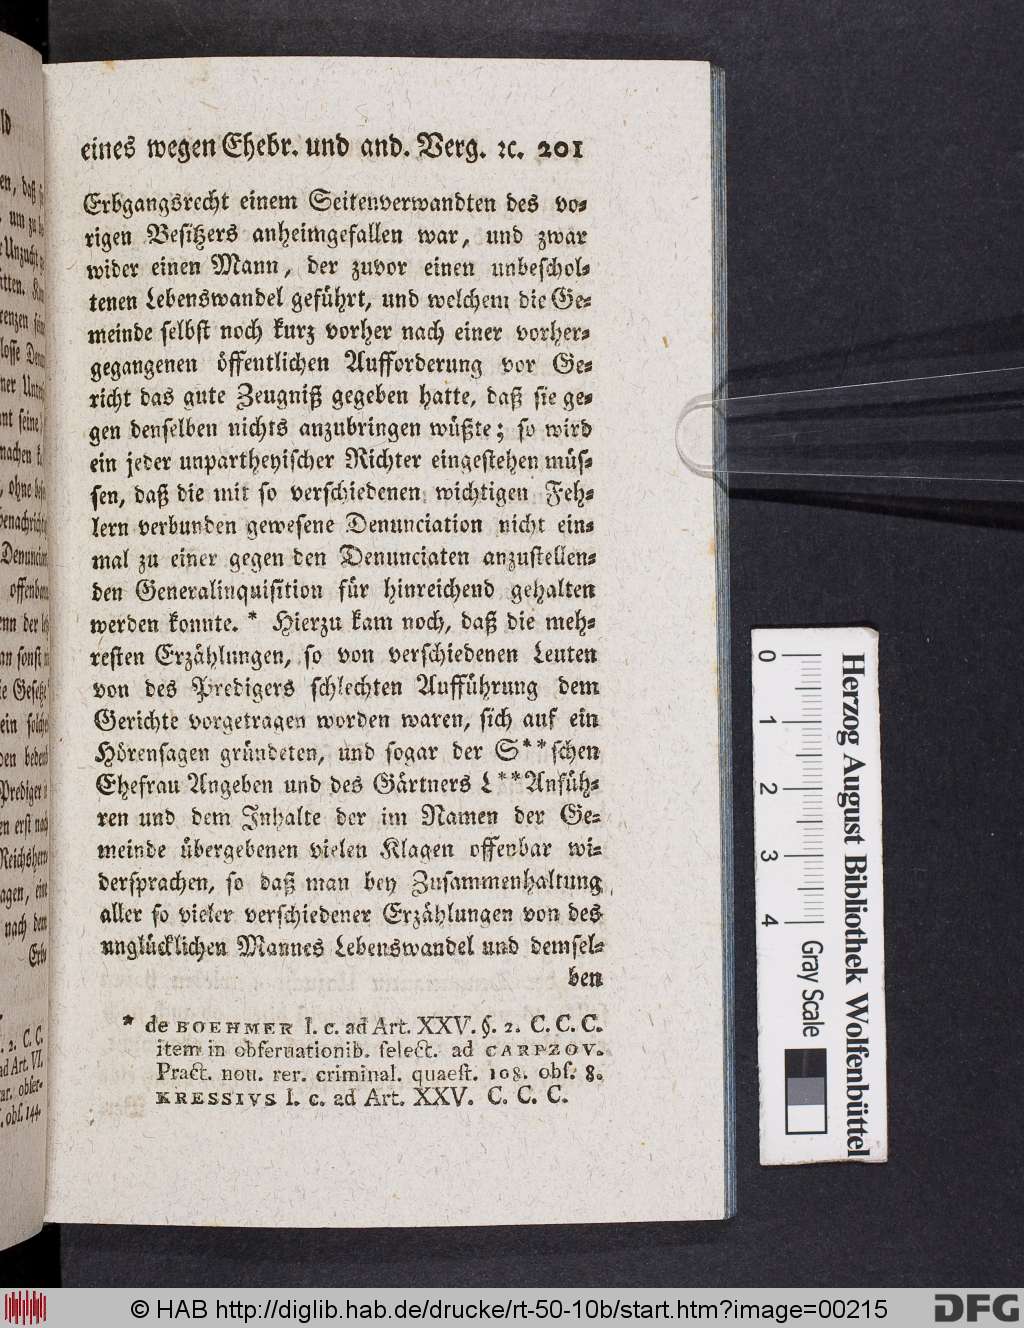 eines wegen Ehebr. und and. Verg. ꝛc. 201
Erbgangsrecht einem Seitenverwandten des vo-
rigen Besitzers anheimgefallen war, und zwar
wider einen Mann, der zuvor einen unbeschol-
tenen Lebenswandel geführt, und welchem die Ge-
meinde selbst noch kurz vorher nach einer vorher-
gegangenen öffentlichen Aufforderung vor Ge-
richt das gute Zeugniß gegeben hatte, daß sie ge-
gen denselben nichts anzubringen wüßte; so wird
ein jeder unpartheyischer Richter eingestehen müs-
sen, daß die mit so verschiedenen wichtigen Feh-
lern verbunden gewesene Denunciation nicht ein-
mal zu einer gegen den Denunciaten anzustellen-
den Generalinquisition für hinreichend gehalten
werden konnte. * Hierzu kam noch, daß die meh-
resten Erzählungen, so von verschiedenen Leuten
von des Predigers schlechten Aufführung dem
Gerichte vorgetragen worden waren, sich auf ein
Hörensagen gründeten, und sogar der S**schen
Ehefrau Angeben und des Gärtners L** Anfüh-
ren und dem Inhalte der im Namen der Ge-
meinde übergebenen vielen Klagen offenbar wi-
dersprachen, so daß man bey Zusammenhaltung
aller so vieler verschiedener Erzählungen von des
unglücklichen Mannes Lebenswandel und demsel-
ben
* de BOEHMER l. c. ad Art. XXV. §. 2. C. C. C.
item in obseruationib. select. ad CARPZOV.
Pract. nou. rer. criminal. quaest. 108. obs. 8.
KRESSIVS l. c. ad Art. XXV. C. C. C.
0 1 2 3 4
Gray Scale
Herzog August Bibliothek Wolfenbüttel
© HAB http://diglib.hab.de/drucke/rt-50-10b/start.htm?image=00215
DFG